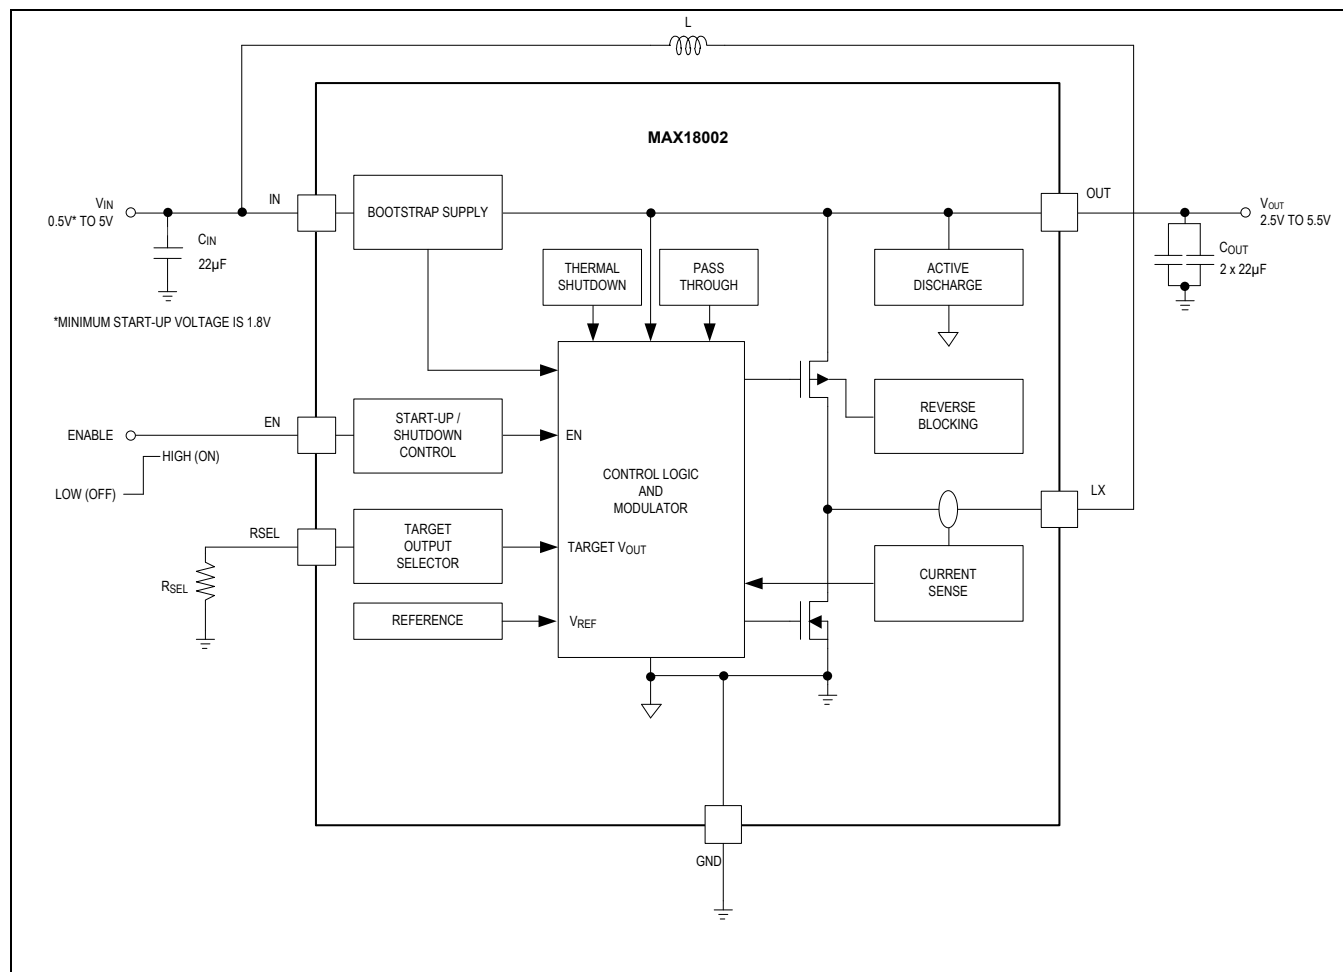 L
MAX18002
VIN
0.5V* TO 5V
IN
BOOTSTRAP SUPPLY
OUT
VOUT
2.5V TO 5.5V
CIN
22µF
COUT
2 x 22µF
THERMAL
SHUTDOWN
PASS
THROUGH
ACTIVE
DISCHARGE
*MINIMUM START-UP VOLTAGE IS 1.8V
ENABLE
EN
START-UP /
SHUTDOWN
CONTROL
EN
REVERSE
BLOCKING
HIGH (ON)
LOW (OFF)
CONTROL LOGIC
AND
MODULATOR
LX
RSEL
TARGET
OUTPUT
SELECTOR
TARGET VOUT
CURRENT
SENSE
RSEL
REFERENCE
VREF
GND